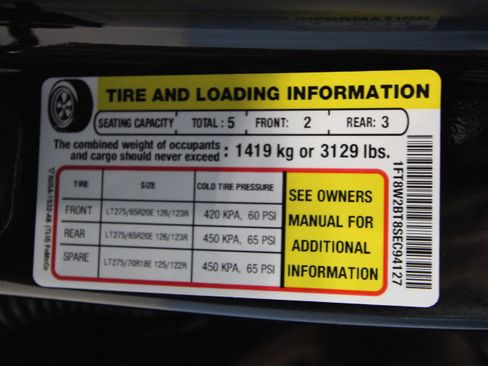 TIRE AND LOADING INFORMATION
SEATING CAPACITY TOTAL: 5 FRONT: 2 REAR: 3
The combined weight of occupants
and cargo should never exceed : 1419 kg or 3129 lbs.
TIRE SIZE COLD TIRE PRESSURE
FRONT LT275/65R20E 126/123R 420 KPA, 60 PSI
REAR LT275/65R20E 126/123R 450 KPA, 65 PSI
SPARE LT275/70R18E 125/122R 450 KPA, 65 PSI
SEE OWNERS
MANUAL FOR
ADDITIONAL
INFORMATION
1FT8W2BT8SEC94127
(TLU) FoMoCo